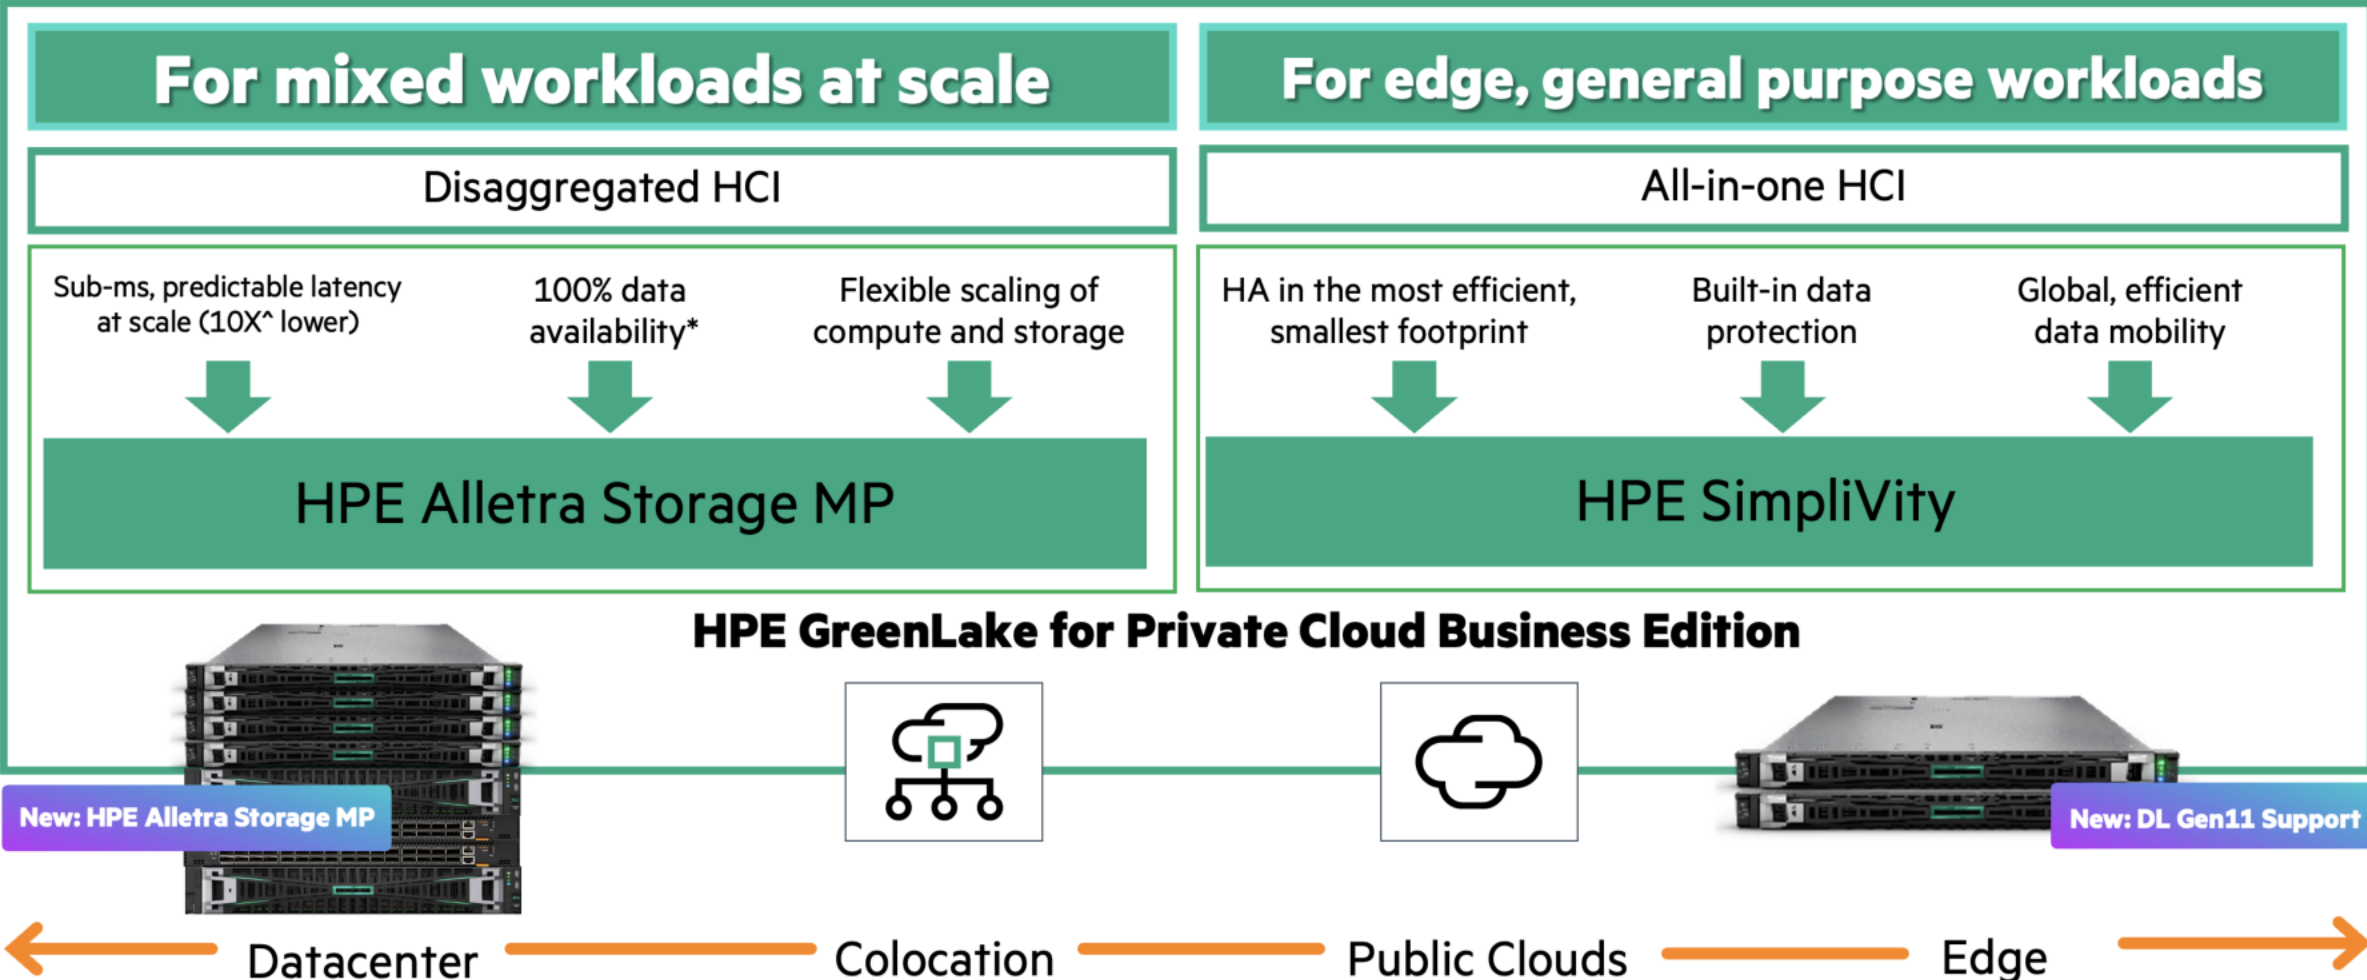 For mixed workloads at scale
Disaggregated HCI
Sub-ms, predictable latency
at scale (10X^ lower)
100% data
availability*
Flexible scaling of
compute and storage
HPE Alletra Storage MP
For edge, general purpose workloads
All-in-one HCI
HA in the most efficient,
smallest footprint
Built-in data
protection
Global, efficient
data mobility
HPE SimpliVity
HPE GreenLake for Private Cloud Business Edition
New: HPE Alletra Storage MP
New: DL Gen11 Support
Datacenter
Colocation
Public Clouds
Edge